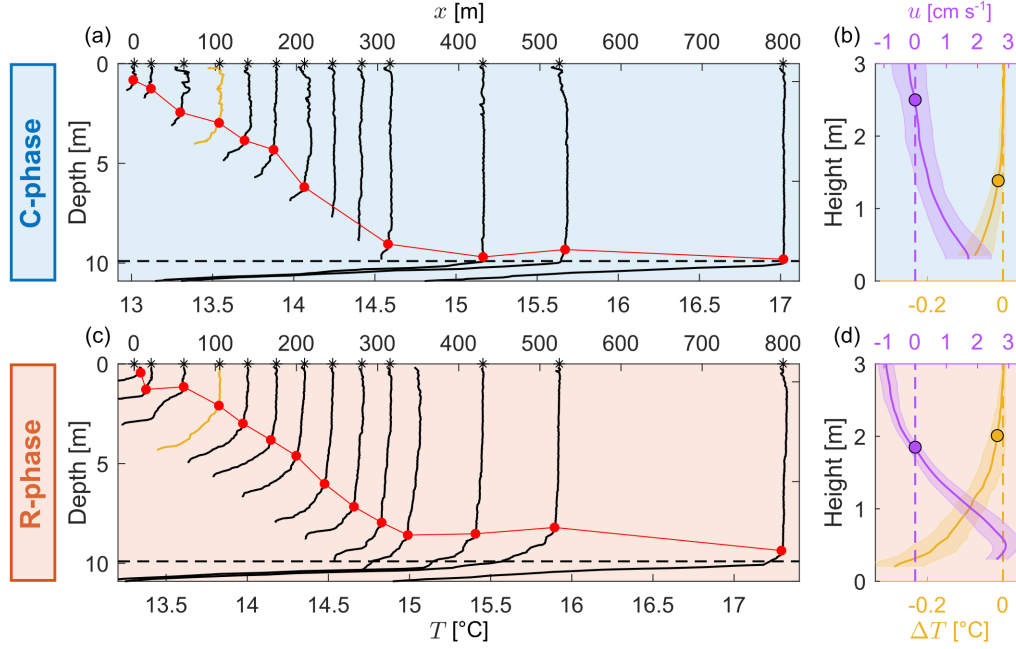 x [m]
(a)
0 100 200 300 400 500 600 700 800
0
5
10
Depth [m]
C-phase
13 13.5 14 14.5 15 15.5 16 16.5 17
(b)
u [cm s-1]
-1 0 1 2 3
3
2
1
0
Height [m]
-0.2 0
(c)
0 100 200 300 400 500 600 700 800
0
5
10
Depth [m]
R-phase
13.5 14 14.5 15 15.5 16 16.5 17
T [°C]
(d)
-1 0 1 2 3
3
2
1
0
Height [m]
-0.2 0
ΔT [°C]